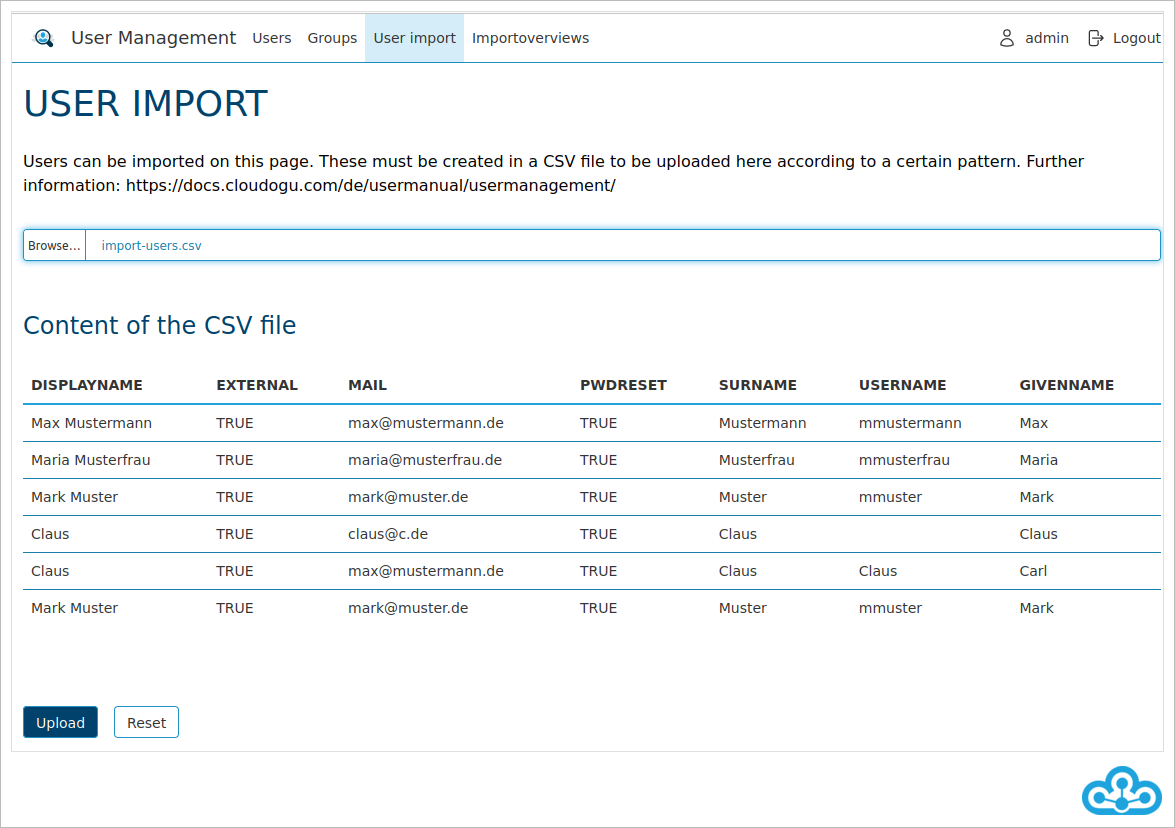 User Management Users Groups User import Importoverviews admin Logout
USER IMPORT
Users can be imported on this page. These must be created in a CSV file to be uploaded here according to a certain pattern. Further
information: https://docs.cloudogu.com/de/usermanual/usermanagement/
Browse... import-users.csv
Content of the CSV file
DISPLAYNAME EXTERNAL MAIL PWDRESET SURNAME USERNAME GIVENNAME
Max Mustermann TRUE max@mustermann.de TRUE Mustermann mmustermann Max
Maria Musterfrau TRUE maria@musterfrau.de TRUE Musterfrau mmusterfrau Maria
Mark Muster TRUE mark@muster.de TRUE Muster mmuster Mark
Claus TRUE claus@c.de TRUE Claus Claus
Claus TRUE max@mustermann.de TRUE Claus Claus Carl
Mark Muster TRUE mark@muster.de TRUE Muster mmuster Mark
Upload Reset